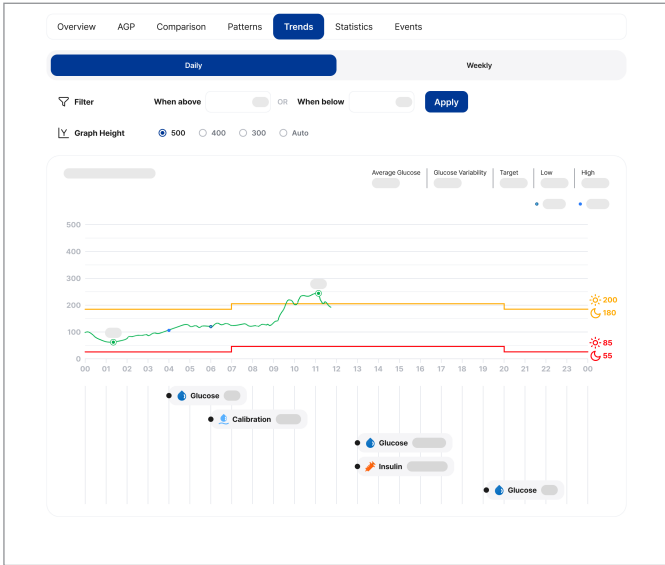 Overview AGP Comparison Patterns Trends Statistics Events
Daily Weekly
Filter When above OR When below Apply
Graph Height 500 400 300 Auto
Average Glucose Glucose Variability Target Low High
500
400
300
200
200
180
100
85
55
0
00 01 02 03 04 05 06 07 08 09 10 11 12 13 14 15 16 17 18 19 20 21 22 23 00
Glucose
Calibration
Glucose
Insulin
Glucose